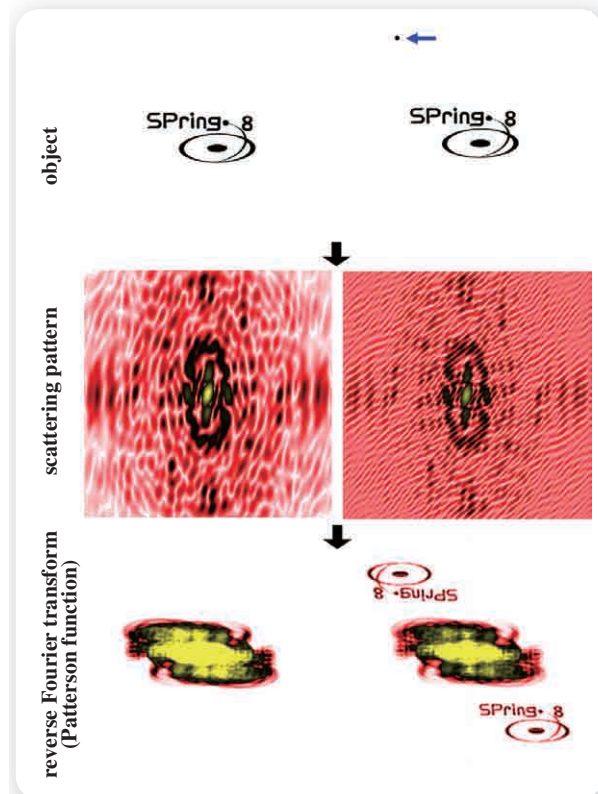 object
SPring• 8
SPring• 8
scattering pattern
reverse Fourier transform
(Patterson function)
SPring• 8
SPring• 8